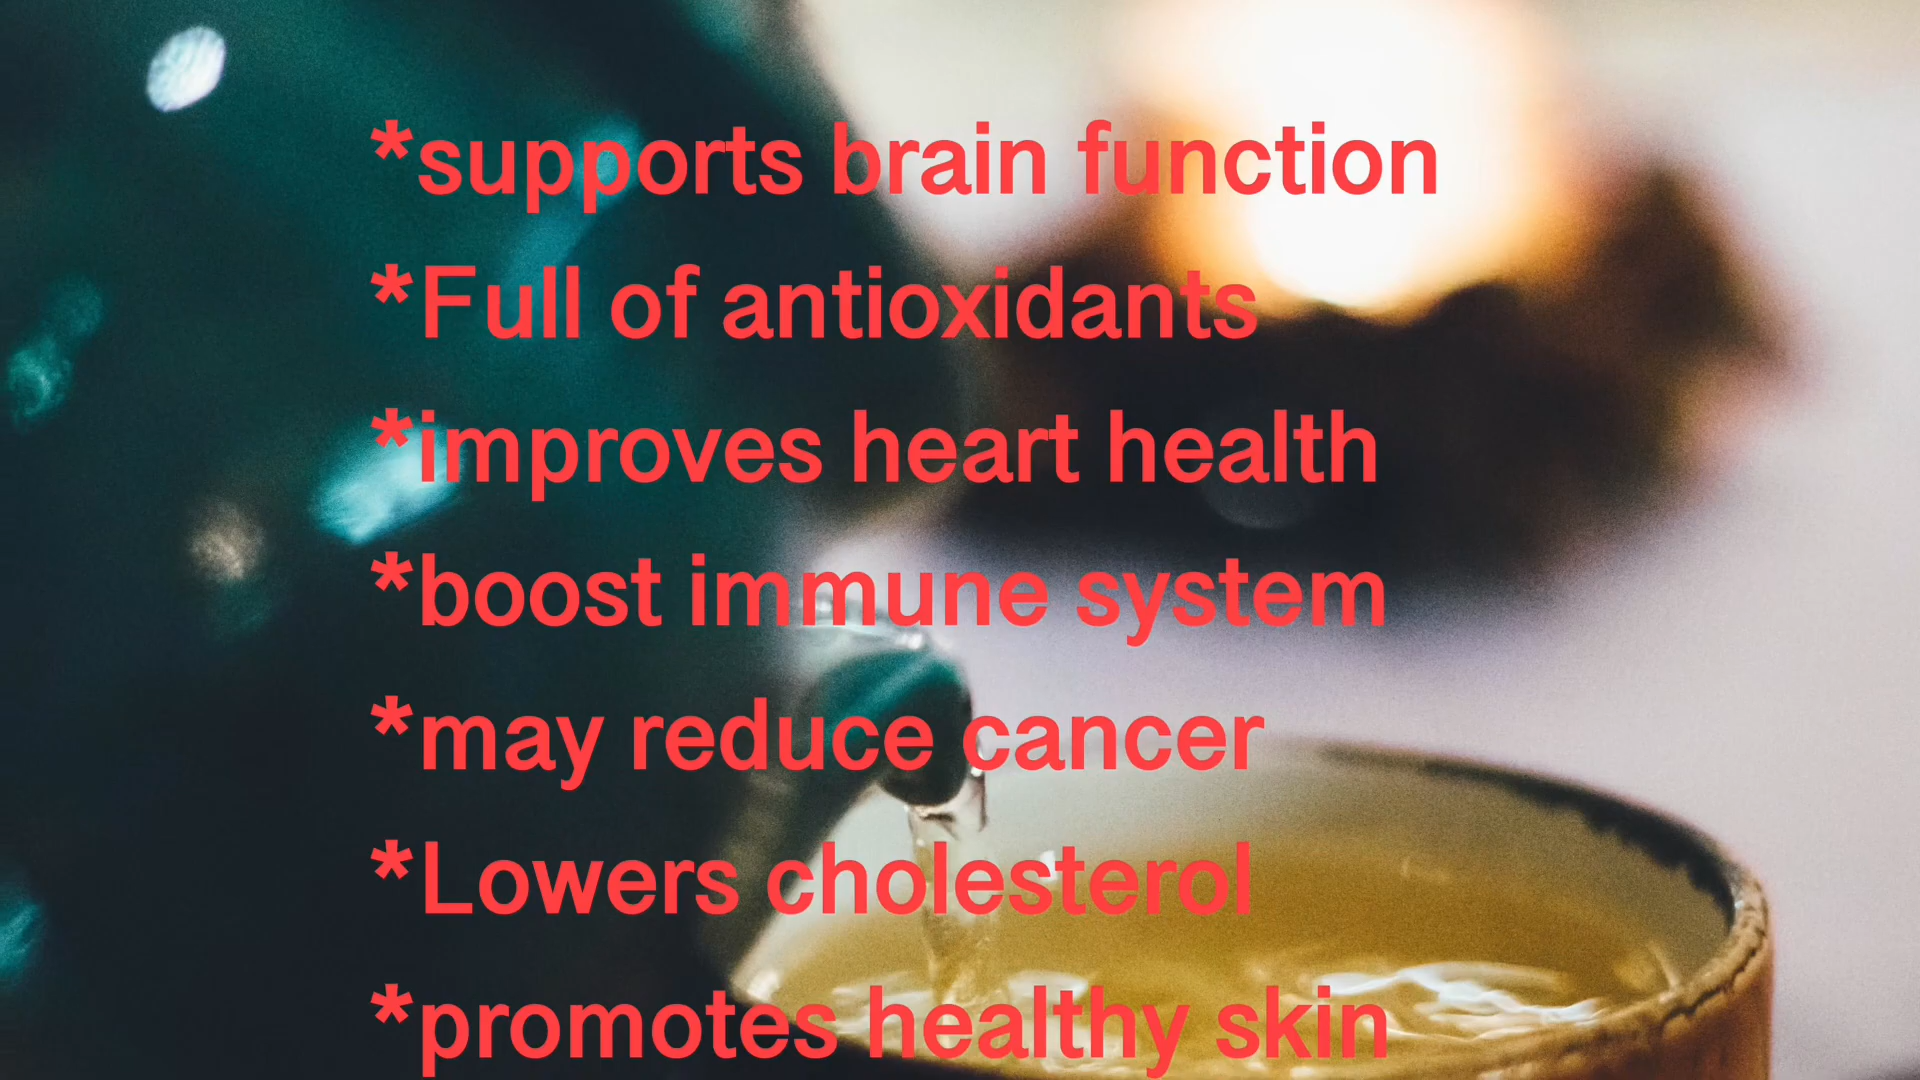 *supports brain function
*Full of antioxidants
*improves heart health
*boost immune system
*may reduce cancer
*Lowers cholesterol
*promotes healthy skin